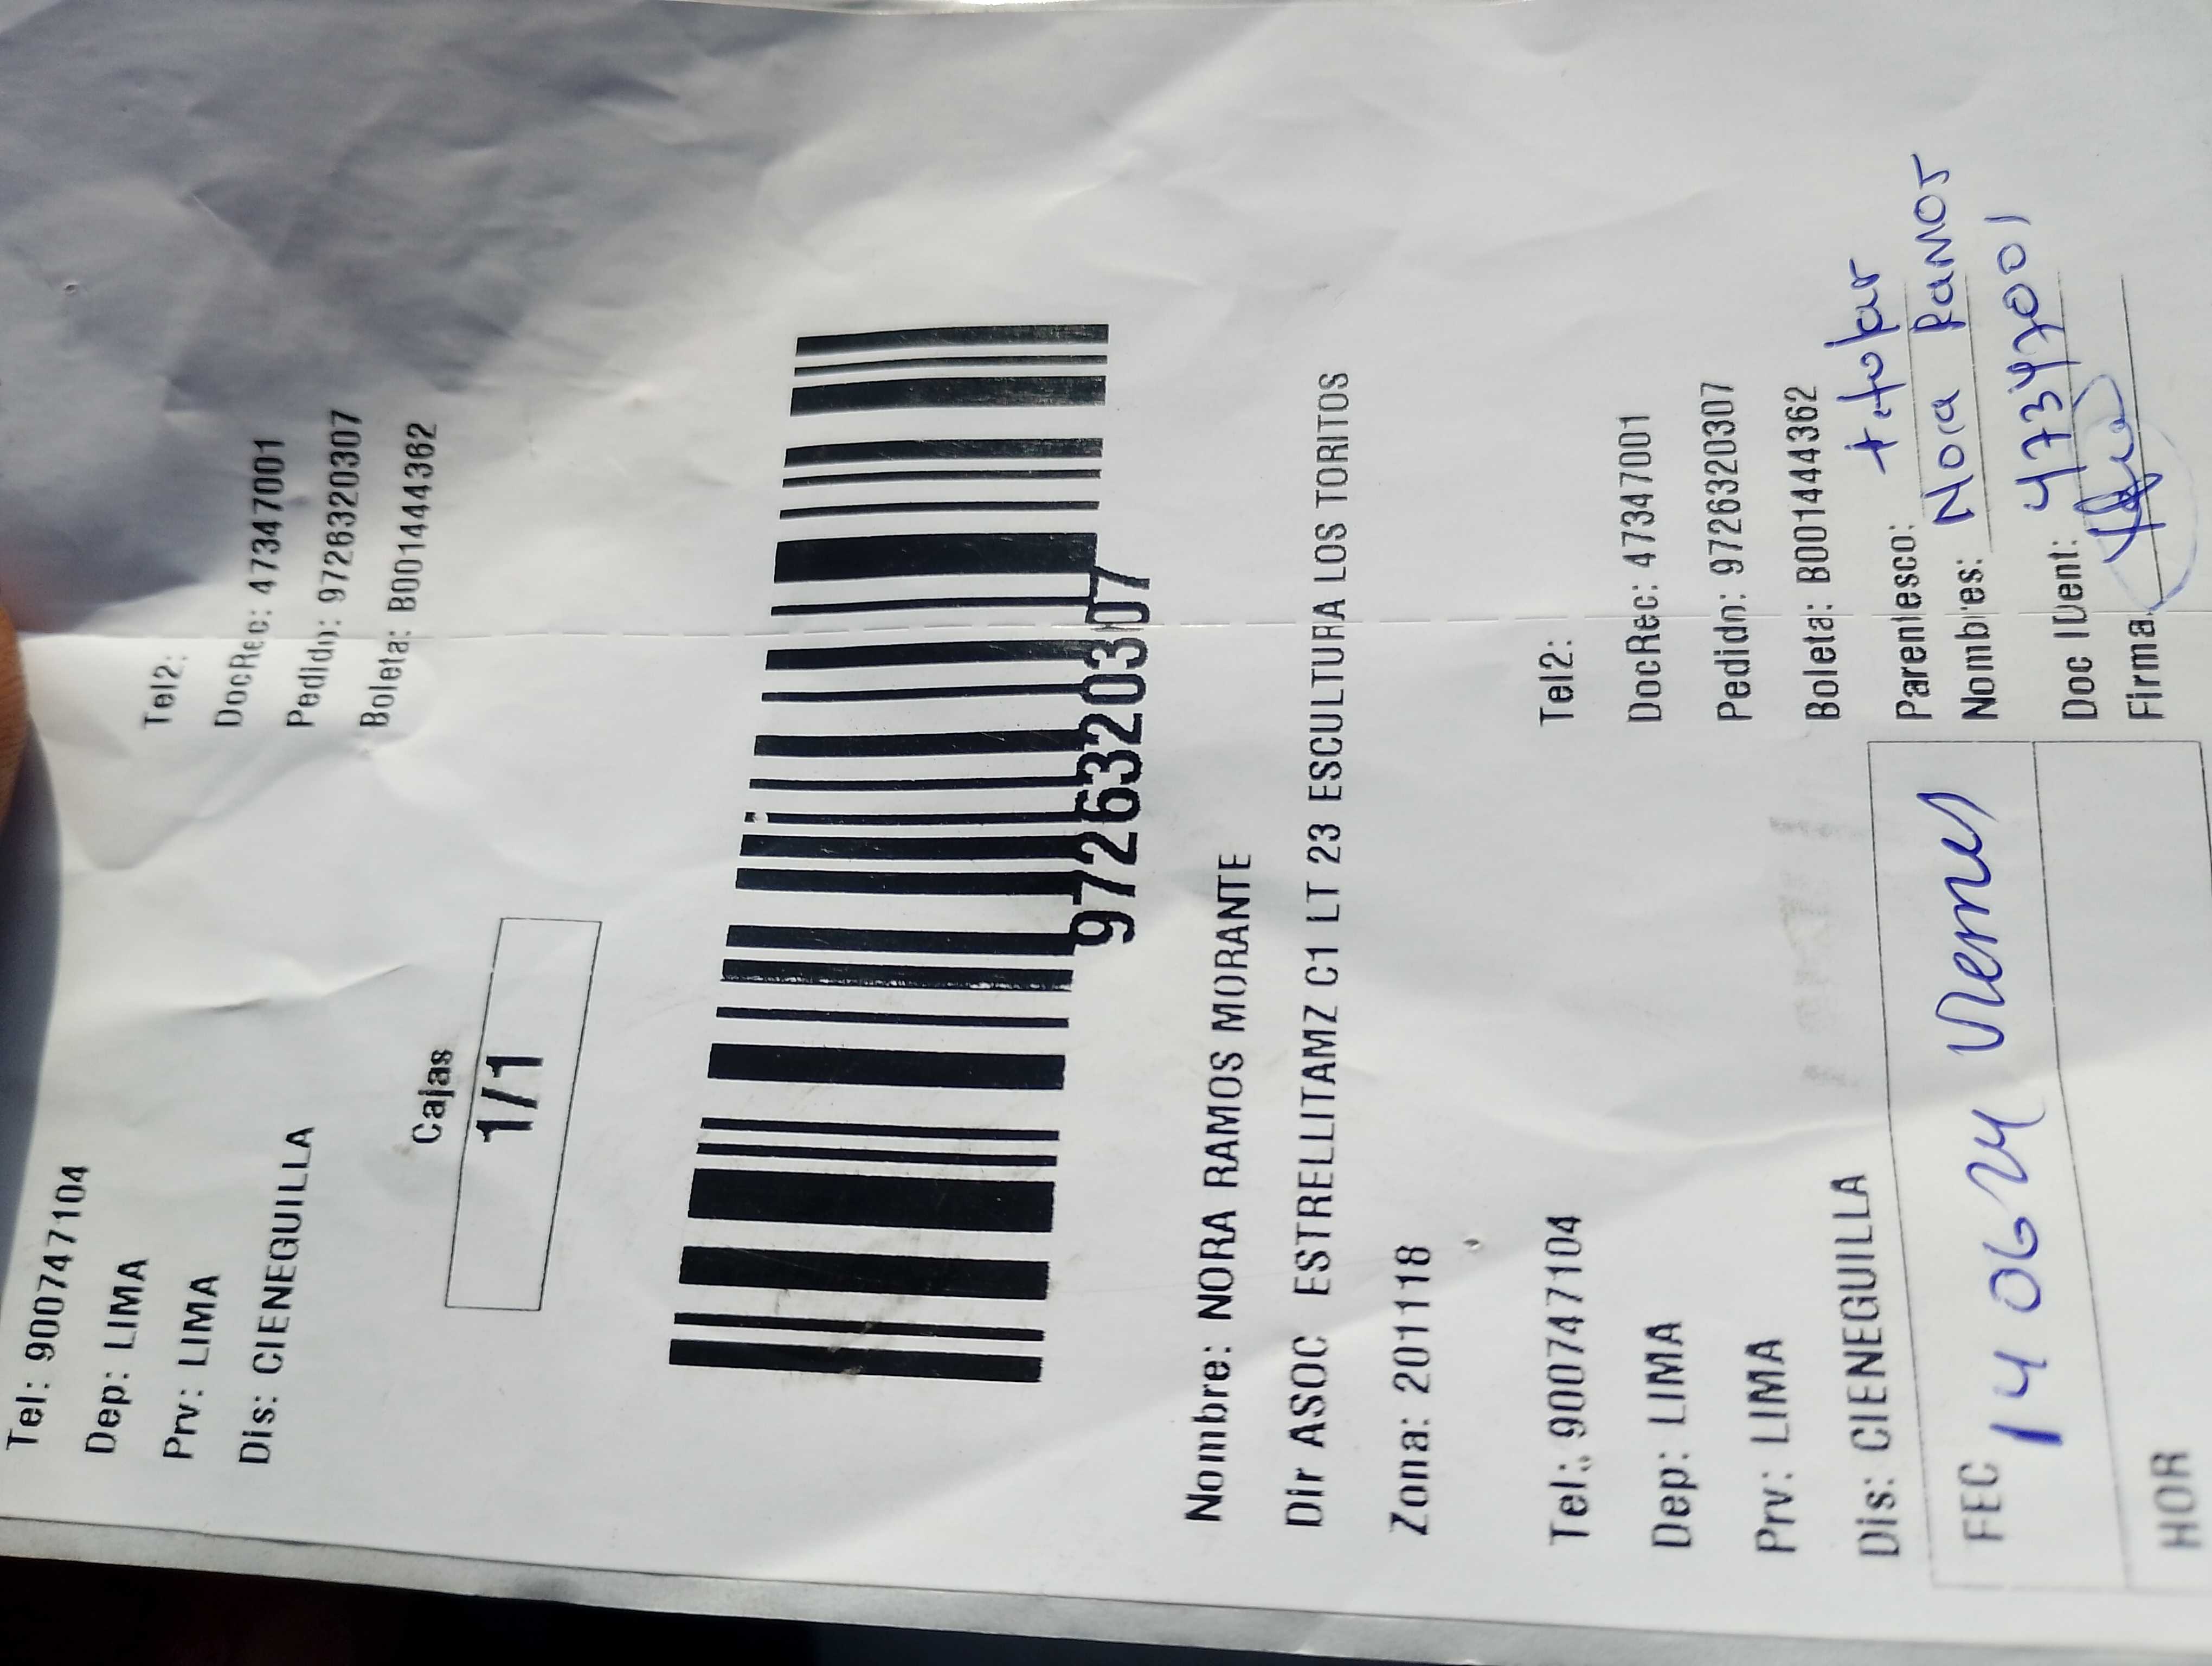 Tel: 900747104 Tel2:
Dep: LIMA DocRec: 47347001
Prv: LIMA Pedido: 9726320307
Dis: CIENEGUILLA Boleta: B001444362
Cajas
1/1
9726320307
Nombre: NORA RAMOS MORANTE
Dir ASOC ESTRELLITAMZ C1 LT 23 ESCULTURA LOS TORITOS
Zona: 201118
Tel: 900747104 Tel2:
Dep: LIMA DocRec: 47347001
Prv: LIMA Pedido: 9726320307
Dis: CIENEGUILLA Boleta: B001444362
Parentesco: titular
FEC 14 06 24 Viernes Nombres: Nora Ramos
Doc IDent: 47347001
HOR Firma